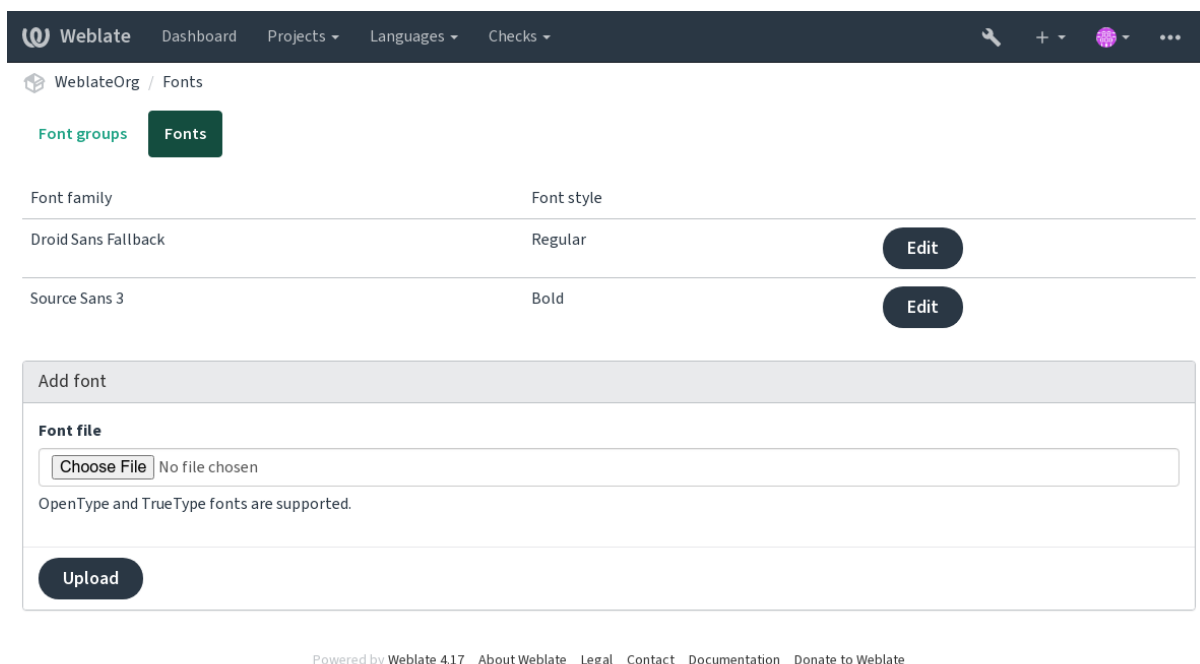 Weblate Dashboard Projects Languages Checks
WeblateOrg / Fonts
Font groups Fonts
Font family Font style
Droid Sans Fallback Regular Edit
Source Sans 3 Bold Edit
Add font
Font file
Choose File No file chosen
OpenType and TrueType fonts are supported.
Upload
Powered by Weblate 4.17 About Weblate Legal Contact Documentation Donate to Weblate